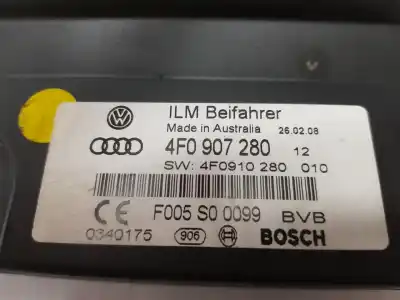 ILM Beifahrer
Made in Australia 26.02.08
4F0 907 280 12
SW: 4F0910 280 010
CE F005 S0 0099 BVB
0340175 906 BOSCH